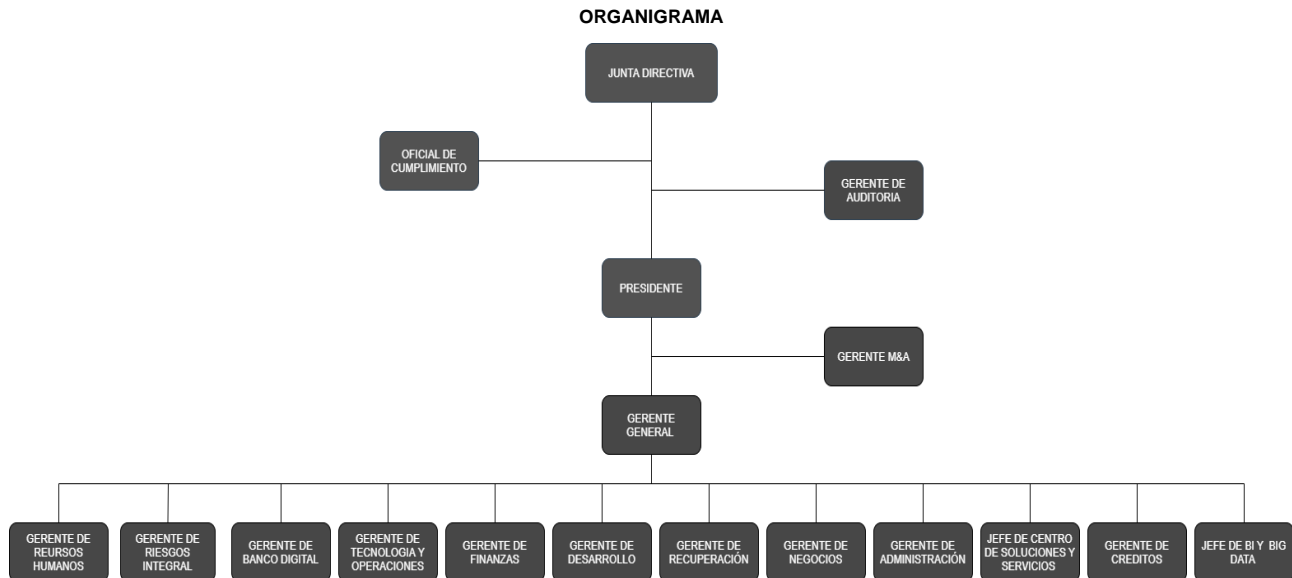 ORGANIGRAMA
JUNTA DIRECTIVA
OFICIAL DE
CUMPLIMIENTO
GERENTE DE
AUDITORIA
PRESIDENTE
GERENTE M&A
GERENTE
GENERAL
GERENTE DE
REURSOS
HUMANOS
GERENTE DE
RIESGOS
INTEGRAL
GERENTE DE
BANCO DIGITAL
GERENTE DE
TECNOLOGIA Y
OPERACIONES
GERENTE DE
FINANZAS
GERENTE DE
DESARROLLO
GERENTE DE
RECUPERACIÓN
GERENTE DE
NEGOCIOS
GERENTE DE
ADMINISTRACIÓN
JEFE DE CENTRO
DE SOLUCIONES Y
SERVICIOS
GERENTE DE
CREDITOS
JEFE DE BI Y BIG
DATA